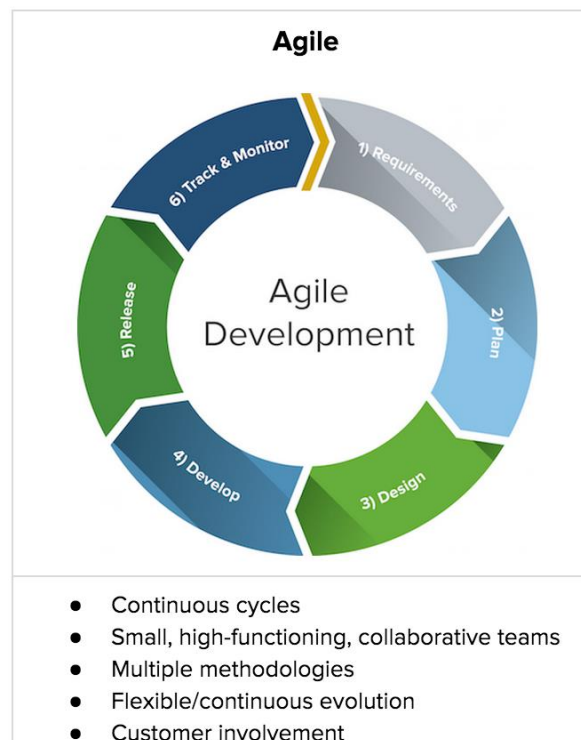 Agile
1) Requirements
2) Plan
3) Design
4) Develop
5) Release
6) Track & Monitor
Agile
Development
● Continuous cycles
● Small, high-functioning, collaborative teams
● Multiple methodologies
● Flexible/continuous evolution
● Customer involvement